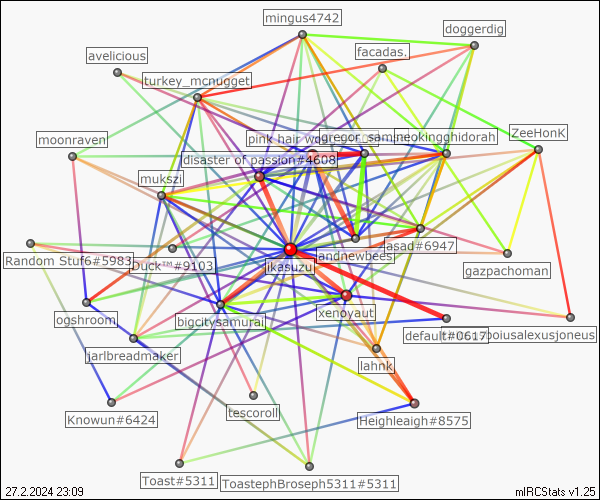 mingus4742
doggerdig
avelicious
facadas.
turkey_mcnugget
pink hair
gregor_sam
neokingghidorah
ZeeHonK
moonraven
disaster of passion#4608
mukszi
asad#6947
andnewbees
Random Stuf6#5983
Duck™#9103
ikasuzu
gazpachoman
ogshroom
bigcitysamurai
xenoyaut
default#0617
poiusalexusjoneus
jarlbreadmaker
lahnk
Knowun#6424
tescoroll
Heighleaigh#8575
Toast#5311
ToastephBroseph5311#5311
27.2.2024 23:09
mIRCStats v1.25